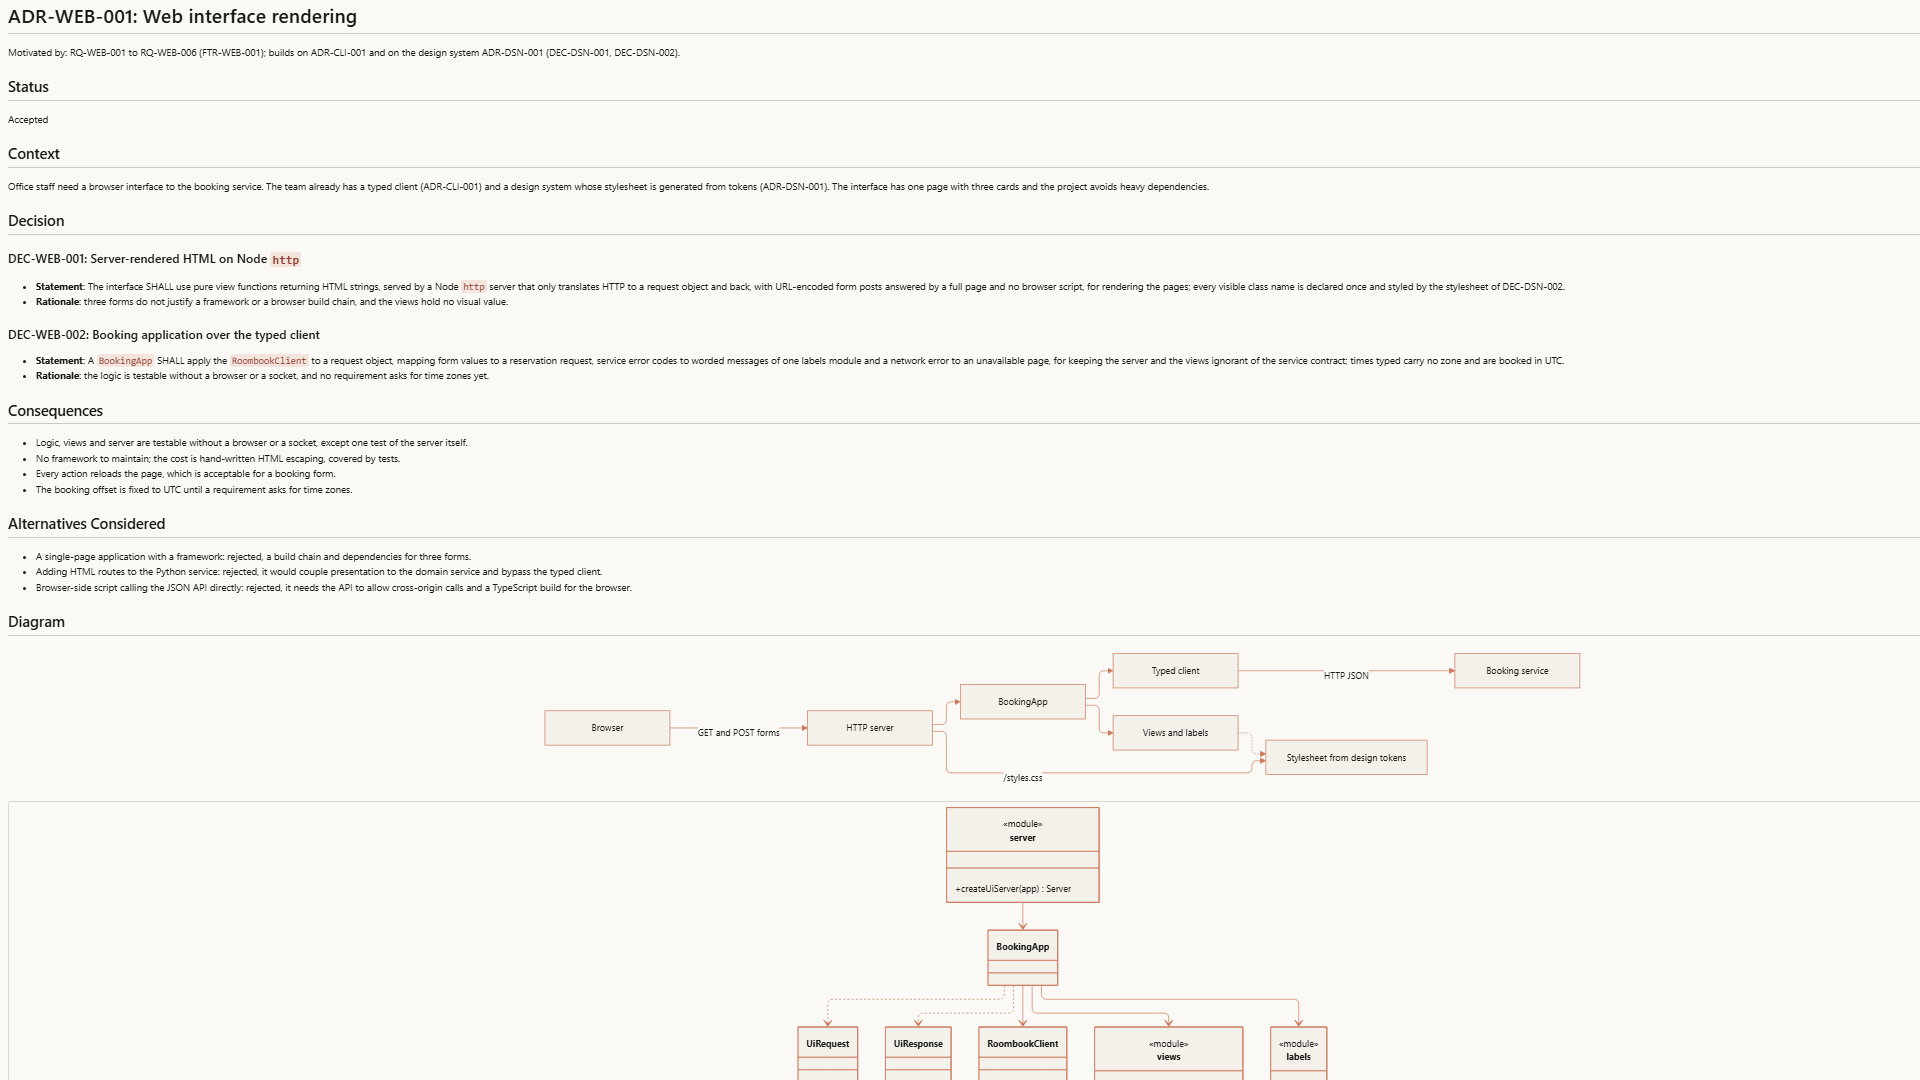 ADR-WEB-001: Web interface rendering
Motivated by: RQ-WEB-001 to RQ-WEB-006 (FTR-WEB-001); builds on ADR-CLI-001 and on the design system ADR-DSN-001 (DEC-DSN-001, DEC-DSN-002).
Status
Accepted
Context
Office staff need a browser interface to the booking service. The team already has a typed client (ADR-CLI-001) and a design system whose stylesheet is generated from tokens (ADR-DSN-001). The interface has one page with three cards and the project avoids heavy dependencies.
Decision
DEC-WEB-001: Server-rendered HTML on Node http
• Statement: The interface SHALL use pure view functions returning HTML strings, served by a Node http server that only translates HTTP to a request object and back, with URL-encoded form posts answered by a full page and no browser script, for rendering the pages; every visible class name is declared once and styled by the stylesheet of DEC-DSN-002.
• Rationale: three forms do not justify a framework or a browser build chain, and the views hold no visual value.
DEC-WEB-002: Booking application over the typed client
• Statement: A BookingApp SHALL apply the RoombookClient to a request object, mapping form values to a reservation request, service error codes to worded messages of one labels module and a network error to an unavailable page, for keeping the server and the views ignorant of the service contract; times typed carry no zone and are booked in UTC.
• Rationale: the logic is testable without a browser or a socket, and no requirement asks for time zones yet.
Consequences
• Logic, views and server are testable without a browser or a socket, except one test of the server itself.
• No framework to maintain; the cost is hand-written HTML escaping, covered by tests.
• Every action reloads the page, which is acceptable for a booking form.
• The booking offset is fixed to UTC until a requirement asks for time zones.
Alternatives Considered
• A single-page application with a framework: rejected, a build chain and dependencies for three forms.
• Adding HTML routes to the Python service: rejected, it would couple presentation to the domain service and bypass the typed client.
• Browser-side script calling the JSON API directly: rejected, it needs the API to allow cross-origin calls and a TypeScript build for the browser.
Diagram
Browser
GET and POST forms
HTTP server
BookingApp
Typed client
HTTP JSON
Booking service
Views and labels
Stylesheet from design tokens
/styles.css
«module»
server
+createUiServer(app) : Server
BookingApp
UiRequest
UiResponse
RoombookClient
«module»
views
«module»
labels